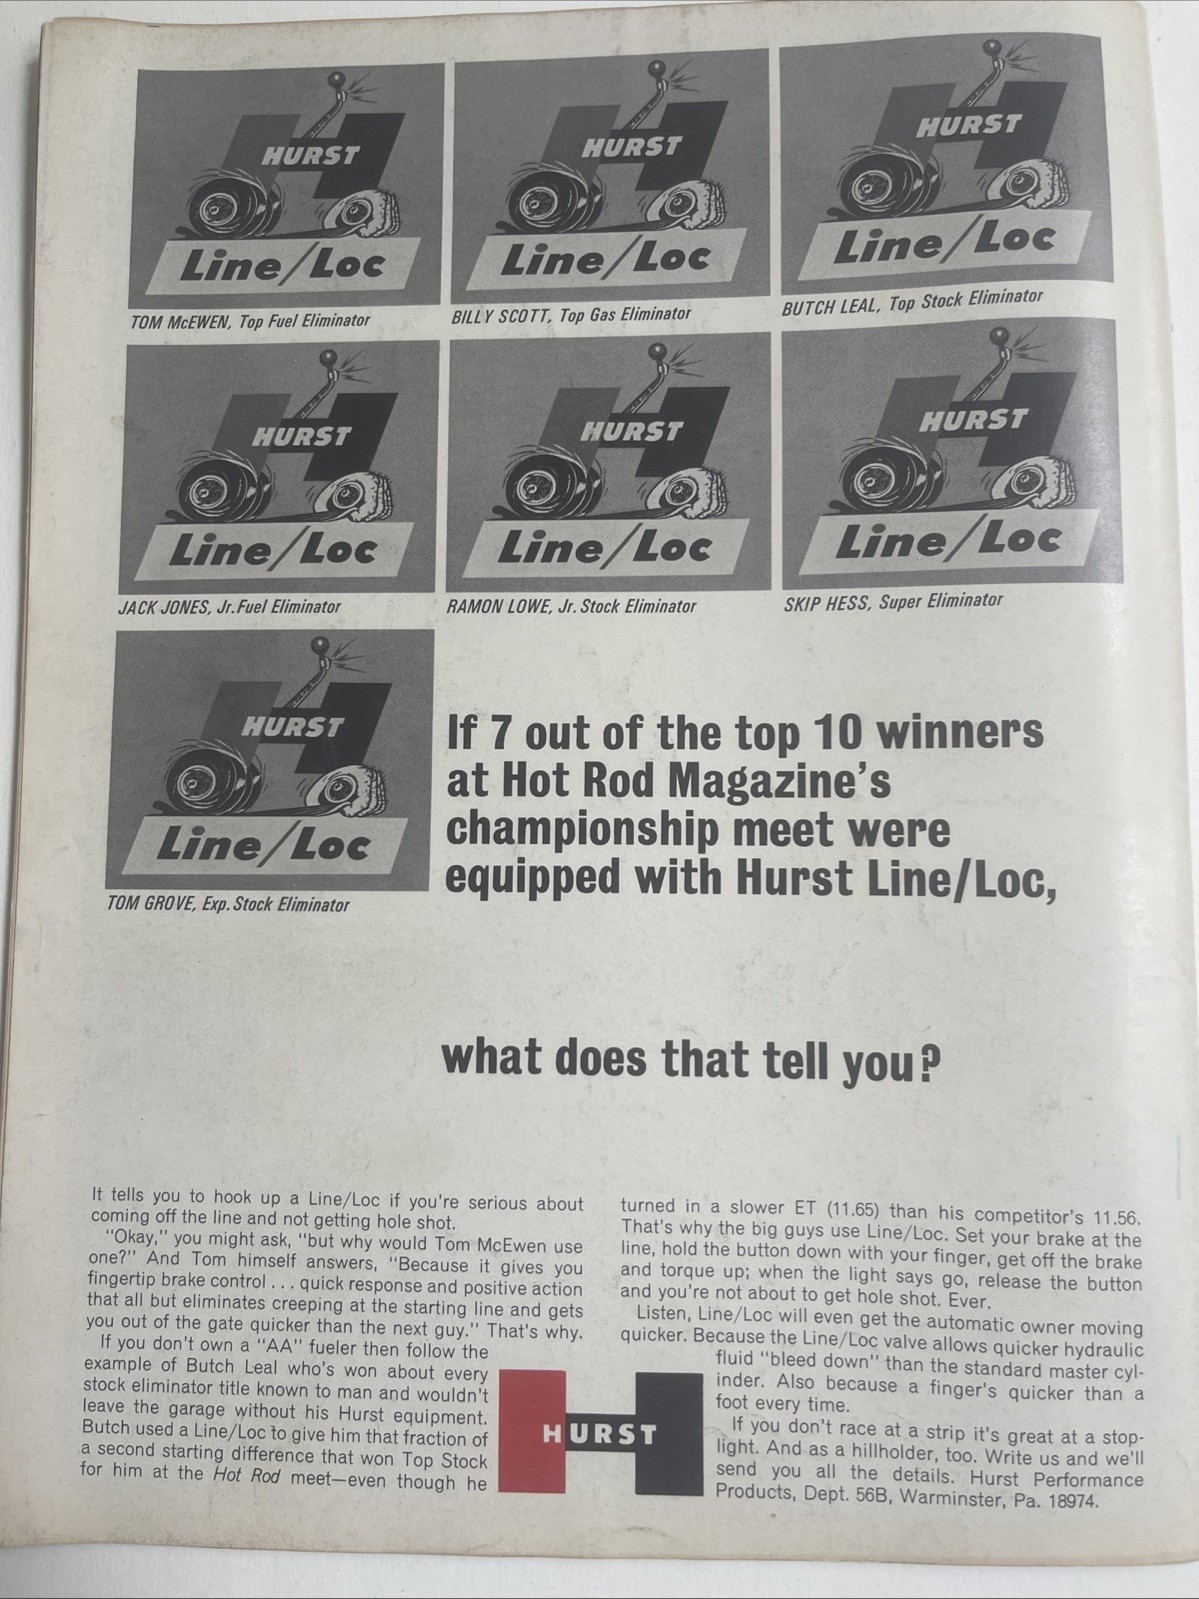 HURST
Line/Loc
TOM McEWEN, Top Fuel Eliminator
HURST
Line/Loc
BILLY SCOTT, Top Gas Eliminator
HURST
Line/Loc
BUTCH LEAL, Top Stock Eliminator
HURST
Line/Loc
JACK JONES, Jr. Fuel Eliminator
HURST
Line/Loc
RAMON LOWE, Jr. Stock Eliminator
HURST
Line/Loc
SKIP HESS, Super Eliminator
HURST
Line/Loc
TOM GROVE, Exp. Stock Eliminator
If 7 out of the top 10 winners
at Hot Rod Magazine's
championship meet were
equipped with Hurst Line/Loc,
what does that tell you?
It tells you to hook up a Line/Loc if you're serious about
coming off the line and not getting hole shot.
"Okay," you might ask, "but why would Tom McEwen use
one?" And Tom himself answers, "Because it gives you
fingertip brake control . . . quick response and positive action
that all but eliminates creeping at the starting line and gets
you out of the gate quicker than the next guy." That's why.
If you don't own a "AA" fueler then follow the
example of Butch Leal who's won about every
stock eliminator title known to man and wouldn't
leave the garage without his Hurst equipment.
Butch used a Line/Loc to give him that fraction of
a second starting difference that won Top Stock
for him at the Hot Rod meet—even though he
turned in a slower ET (11.65) than his competitor's 11.56.
That's why the big guys use Line/Loc. Set your brake at the
line, hold the button down with your finger, get off the brake
and torque up; when the light says go, release the button
and you're not about to get hole shot. Ever.
Listen, Line/Loc will even get the automatic owner moving
quicker. Because the Line/Loc valve allows quicker hydraulic
fluid "bleed down" than the standard master cyl-
inder. Also because a finger's quicker than a
foot every time.
If you don't race at a strip it's great at a stop-
light. And as a hillholder, too. Write us and we'll
send you all the details. Hurst Performance
Products, Dept. 56B, Warminster, Pa. 18974.
HURST